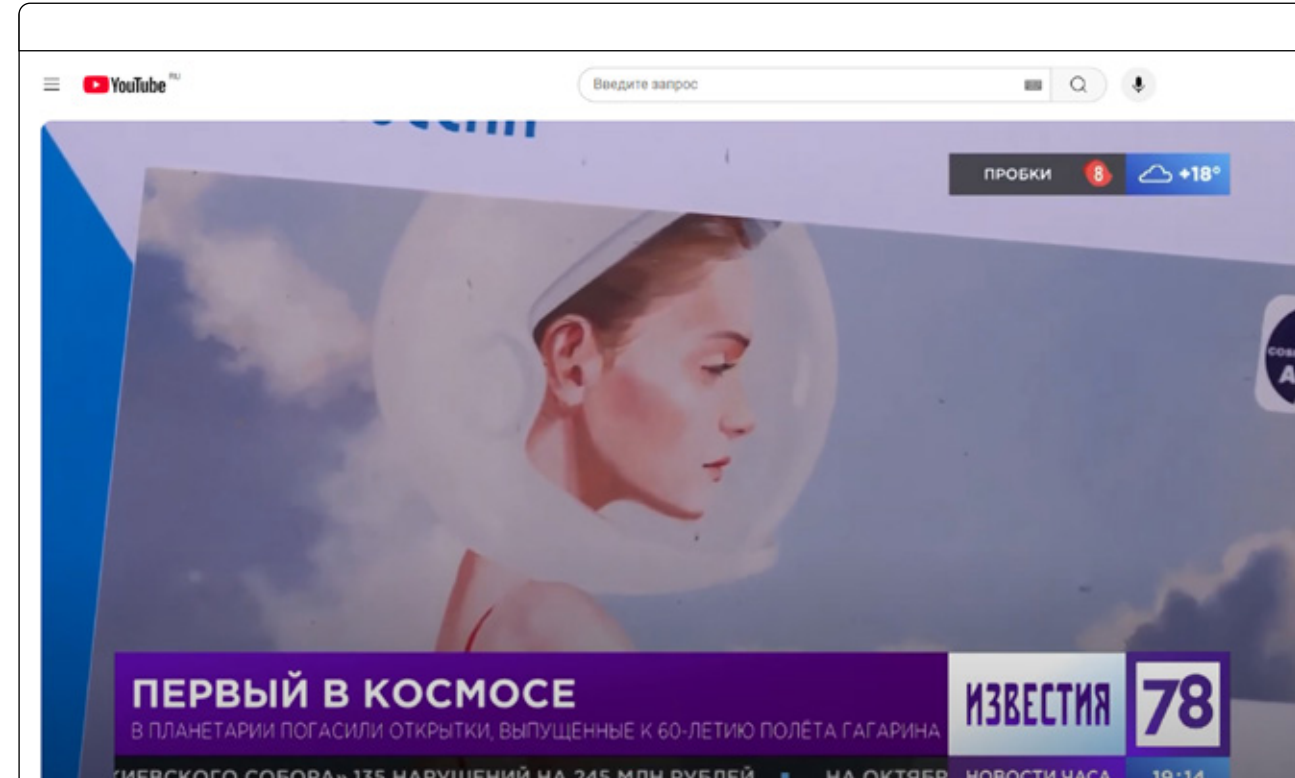 YouTube RU
Введите запрос
ПРОБКИ 8 +18°
ПЕРВЫЙ В КОСМОСЕ
В ПЛАНЕТАРИИ ПОГАСИЛИ ОТКРЫТКИ, ВЫПУЩЕННЫЕ К 60-ЛЕТИЮ ПОЛЁТА ГАГАРИНА
ИЗВЕСТИЯ 78
СОБОРА» 135 НАРУШЕНИЙ НА 245 МЛН РУБЛЕЙ НА
НОВОСТИ ЧАСА 19:14